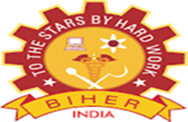 TO THE STARS BY HARD WORK
BIHER
INDIA